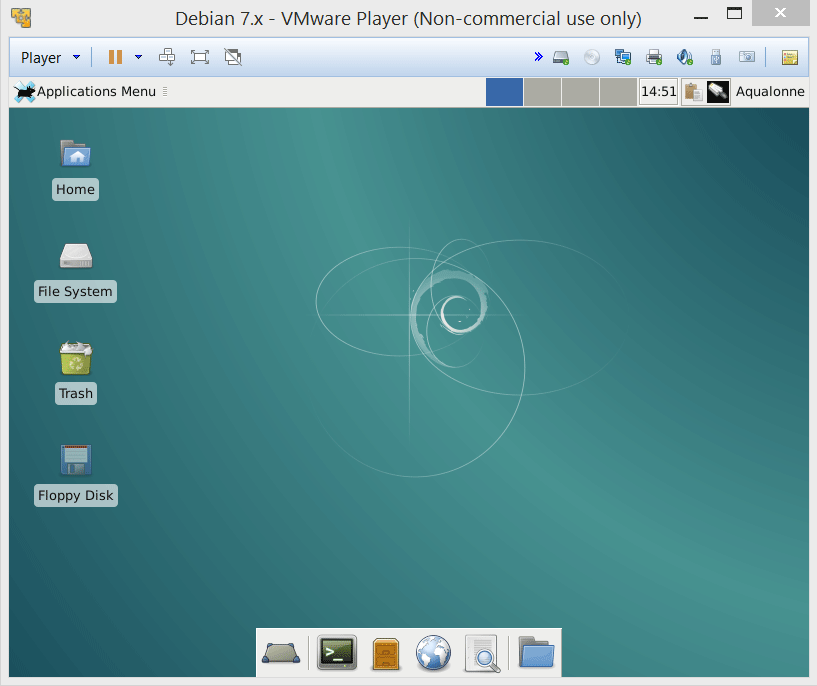 Debian 7.x - VMware Player (Non-commercial use only)
Player
Applications Menu 14:51 Aqualonne
Home
File System
Trash
Floppy Disk